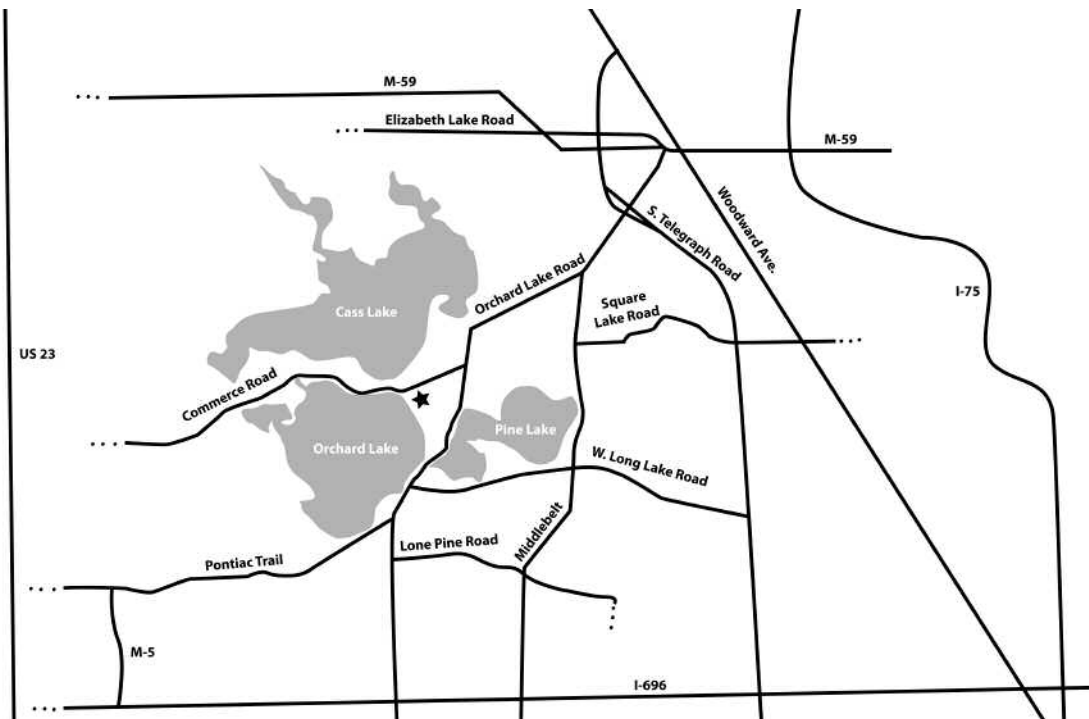 M-59
Elizabeth Lake Road
M-59
Woodward Ave.
S. Telegraph Road
Orchard Lake Road
I-75
Square
Lake Road
Cass Lake
US 23
Commerce Road
Pine Lake
Orchard Lake
W. Long Lake Road
Middlebelt
Lone Pine Road
Pontiac Trail
M-5
I-696